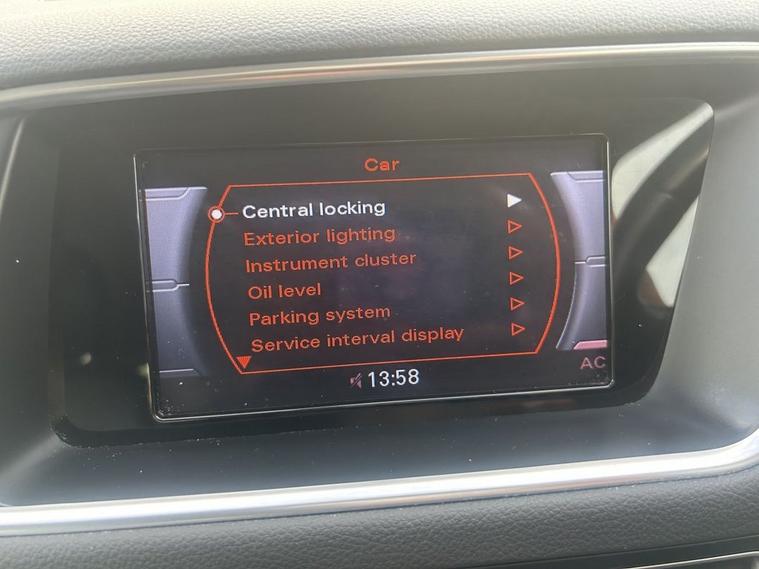 Car
Central locking
Exterior lighting
Instrument cluster
Oil level
Parking system
Service interval display
13:58
AC